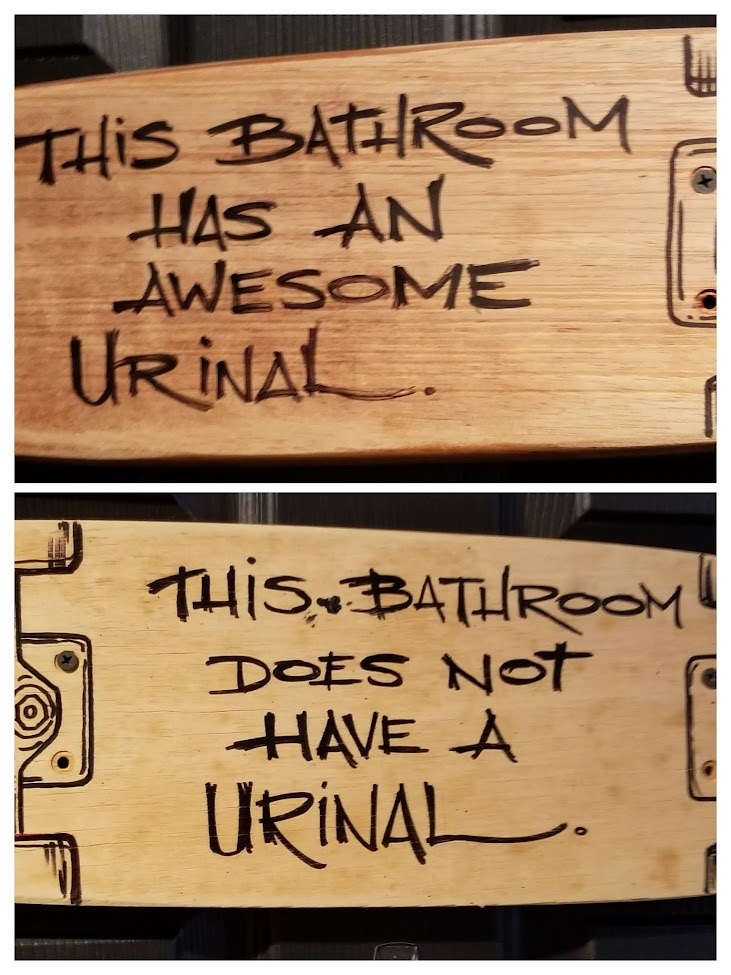 THIS BATHROOM
HAS AN
AWESOME
URINAL.
THIS BATHROOM
DOES NOT
HAVE A
URINAL.